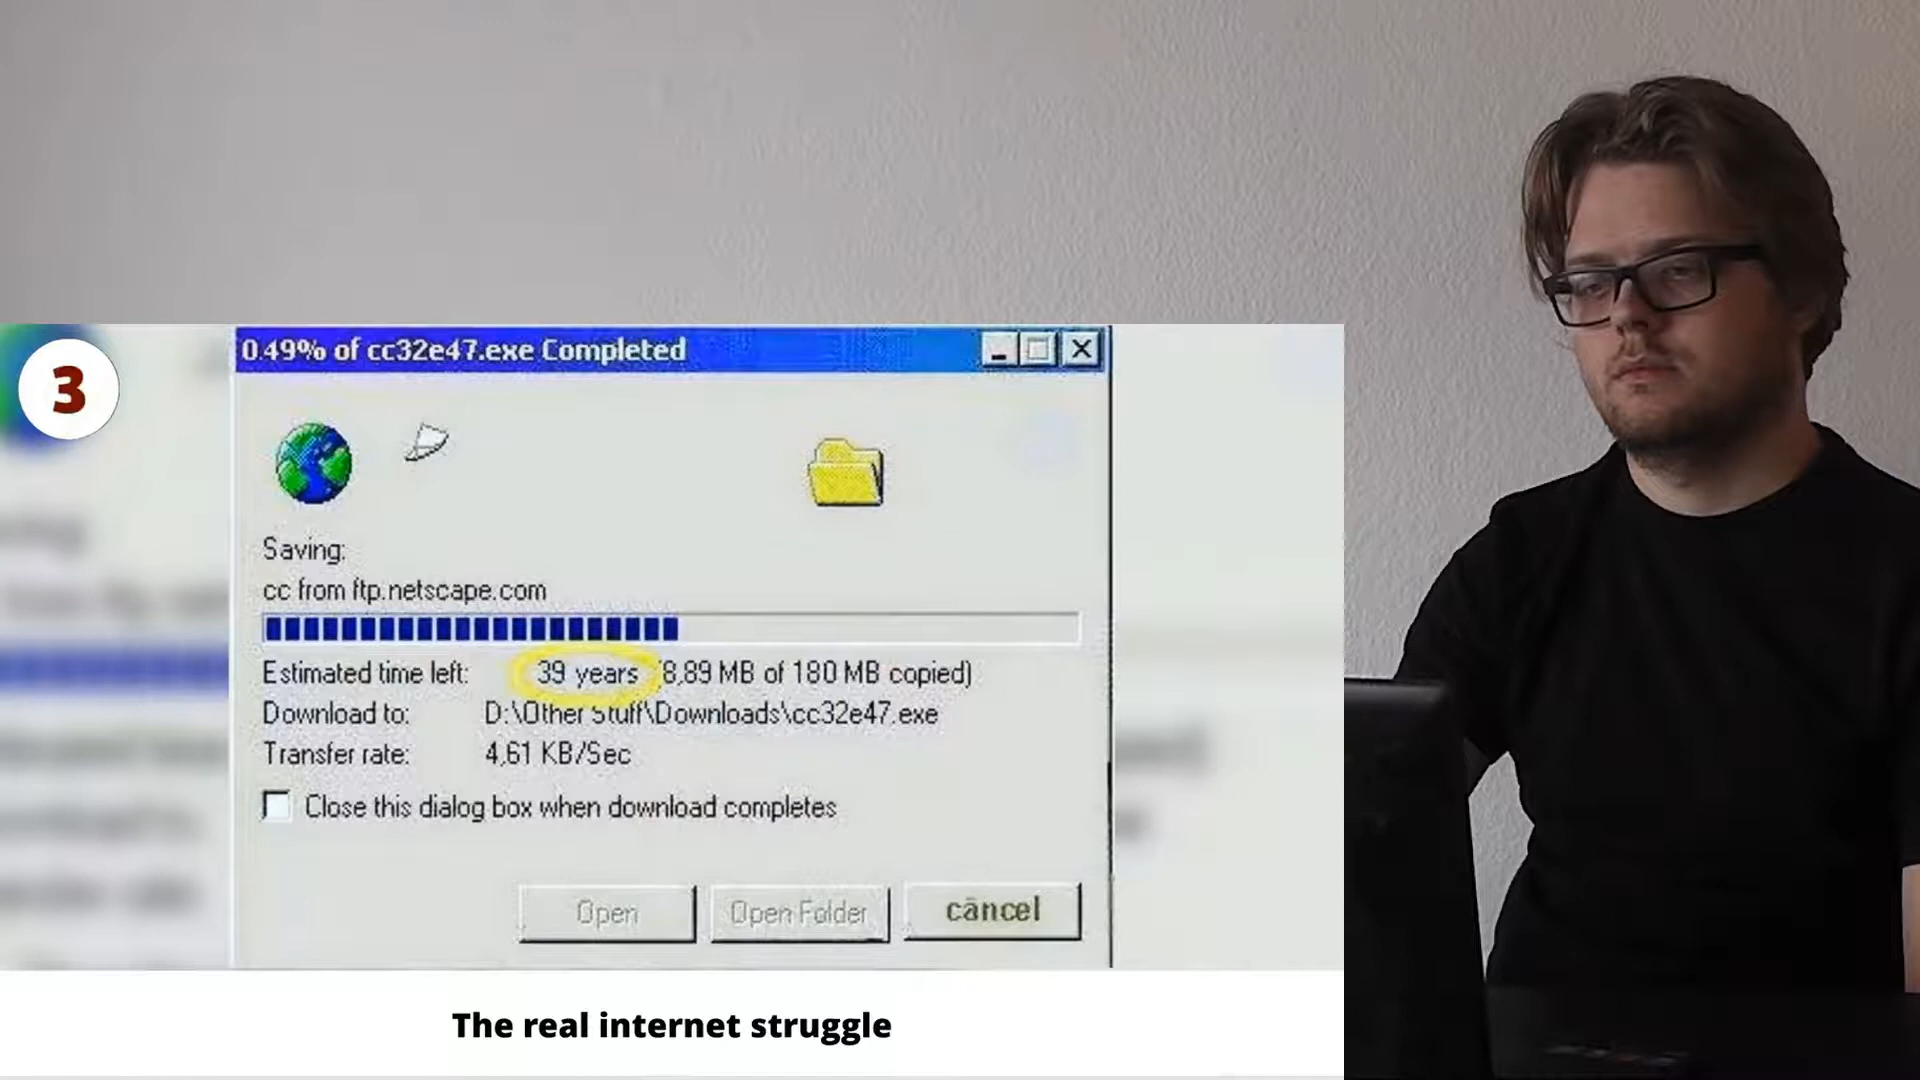 3
0.49% of cc32e47.exe Completed
Saving:
cc from ftp.netscape.com
Estimated time left: 39 years (8,89 MB of 180 MB copied)
Download to: D:\Other Stuff\Downloads\cc32e47.exe
Transfer rate: 4,61 KB/Sec
Close this dialog box when download completes
Open Open Folder cancel
The real internet struggle